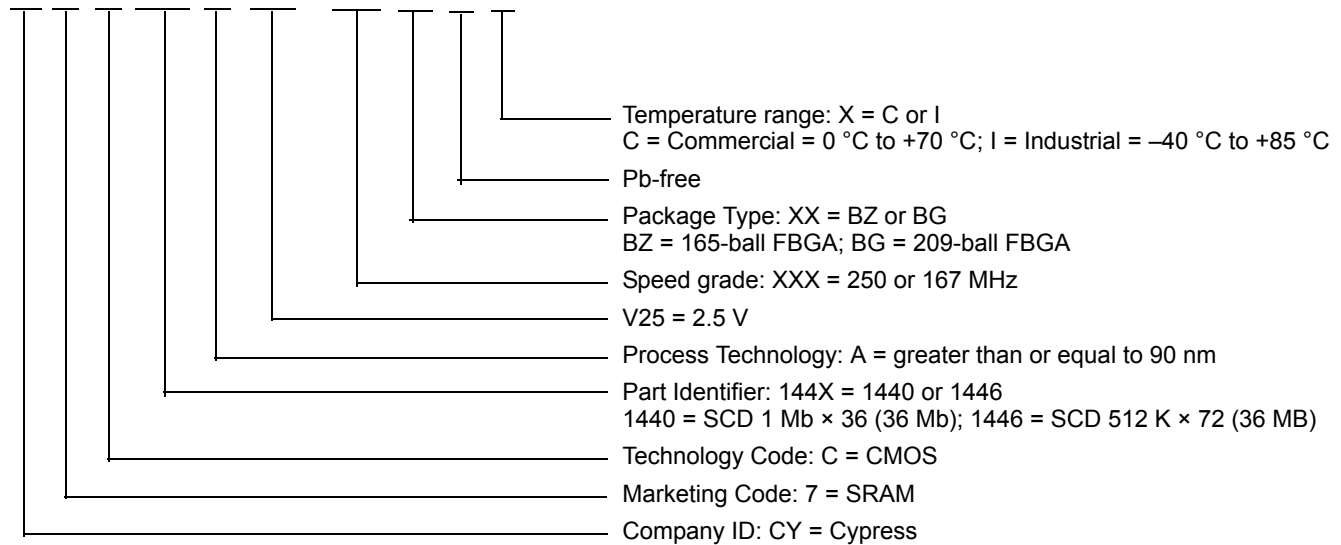 Temperature range: X = C or I
C = Commercial = 0 °C to +70 °C; I = Industrial = –40 °C to +85 °C
Pb-free
Package Type: XX = BZ or BG
BZ = 165-ball FBGA; BG = 209-ball FBGA
Speed grade: XXX = 250 or 167 MHz
V25 = 2.5 V
Process Technology: A = greater than or equal to 90 nm
Part Identifier: 144X = 1440 or 1446
1440 = SCD 1 Mb × 36 (36 Mb); 1446 = SCD 512 K × 72 (36 MB)
Technology Code: C = CMOS
Marketing Code: 7 = SRAM
Company ID: CY = Cypress